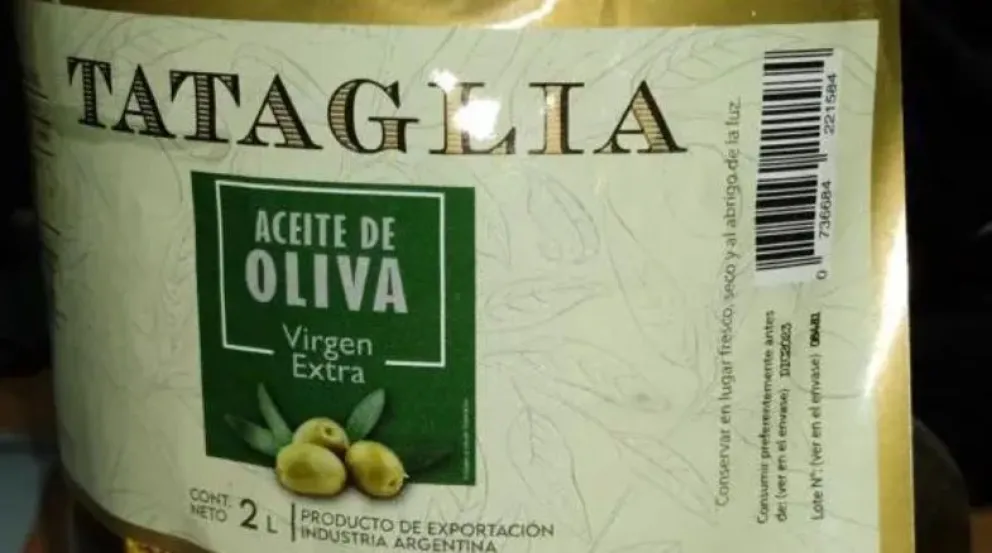 TATAGLIA
ACEITE DE
OLIVA
Virgen
Extra
CONT. NETO 2 L
PRODUCTO DE EXPORTACIÓN
INDUSTRIA ARGENTINA
Conservar en lugar fresco, seco y al abrigo de la luz.
0 736684 221584
Consumir preferentemente antes
de: (ver en el envase)
Lote N°: (ver en el envase) 08481